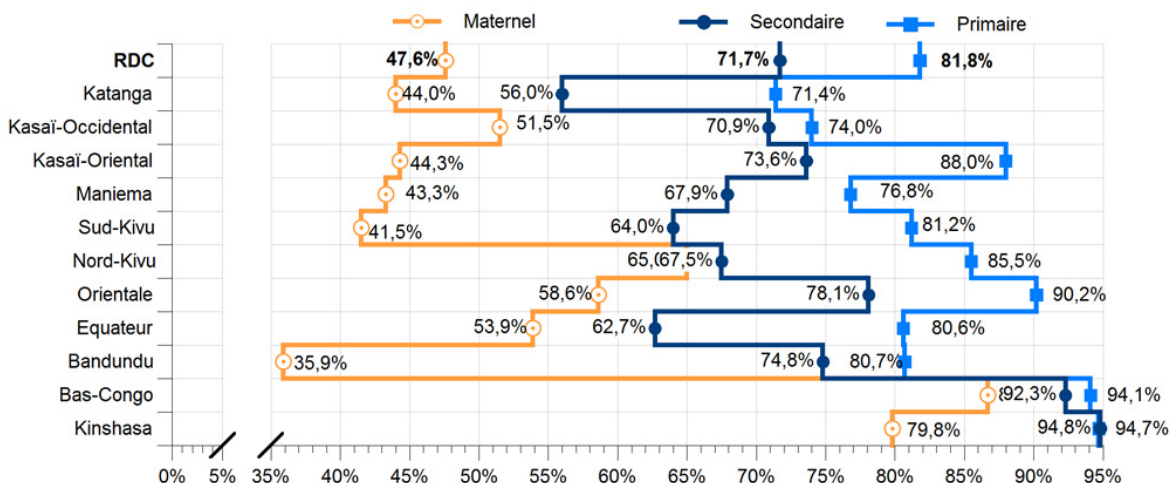 Maternel Secondaire Primaire
RDC 47,6% 71,7% 81,8%
Katanga 44,0% 56,0% 71,4%
Kasaï-Occidental 51,5% 70,9% 74,0%
Kasaï-Oriental 44,3% 73,6% 88,0%
Maniema 43,3% 67,9% 76,8%
Sud-Kivu 41,5% 64,0% 81,2%
Nord-Kivu 67,5% 85,5%
Orientale 58,6% 78,1% 90,2%
Equateur 53,9% 62,7% 80,6%
Bandundu 35,9% 74,8% 80,7%
Bas-Congo 92,3% 94,1%
Kinshasa 79,8% 94,8% 94,7%
0% 5% 35% 40% 45% 50% 55% 60% 65% 70% 75% 80% 85% 90% 95%